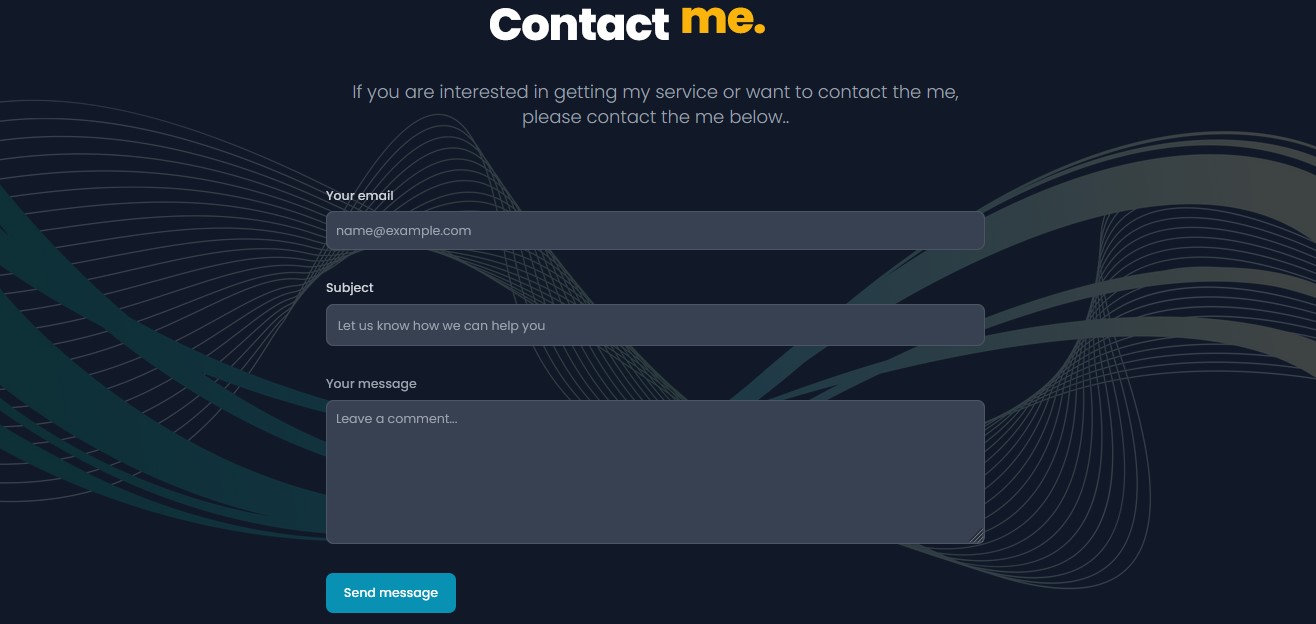 Contact me.
If you are interested in getting my service or want to contact the me,
please contact the me below..
Your email
name@example.com
Subject
Let us know how we can help you
Your message
Leave a comment...
Send message